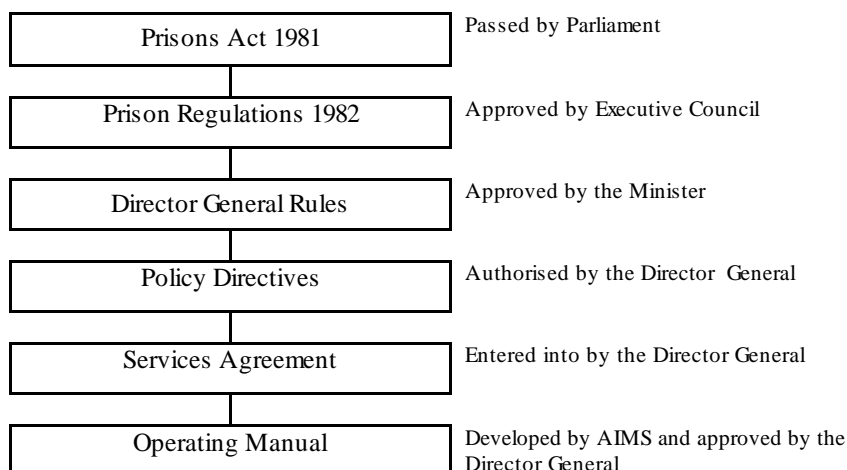 Prisons Act 1981
Passed by Parliament
Prison Regulations 1982
Approved by Executive Council
Director General Rules
Approved by the Minister
Policy Directives
Authorised by the Director General
Services Agreement
Entered into by the Director General
Operating Manual
Developed by AIMS and approved by the
Director General